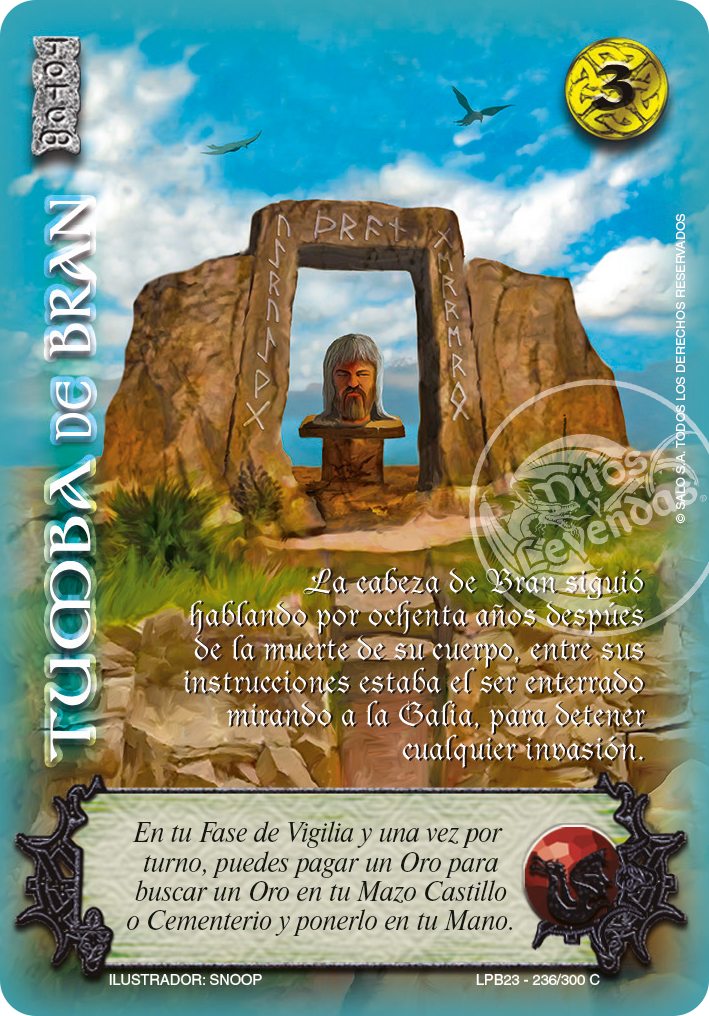 3
TUMBA DE BRAN
© SALO S.A. TODOS LOS DERECHOS RESERVADOS
Mitos
y
Leyendas
®
La cabeza de Bran siguió
hablando por ochenta años despúes
de la muerte de su cuerpo, entre sus
instrucciones estaba el ser enterrado
mirando a la Galia, para detener
cualquier invasión.
En tu Fase de Vigilia y una vez por
turno, puedes pagar un Oro para
buscar un Oro en tu Mazo Castillo
o Cementerio y ponerlo en tu Mano.
ILUSTRADOR: SNOOP
LPB23 - 236/300 C